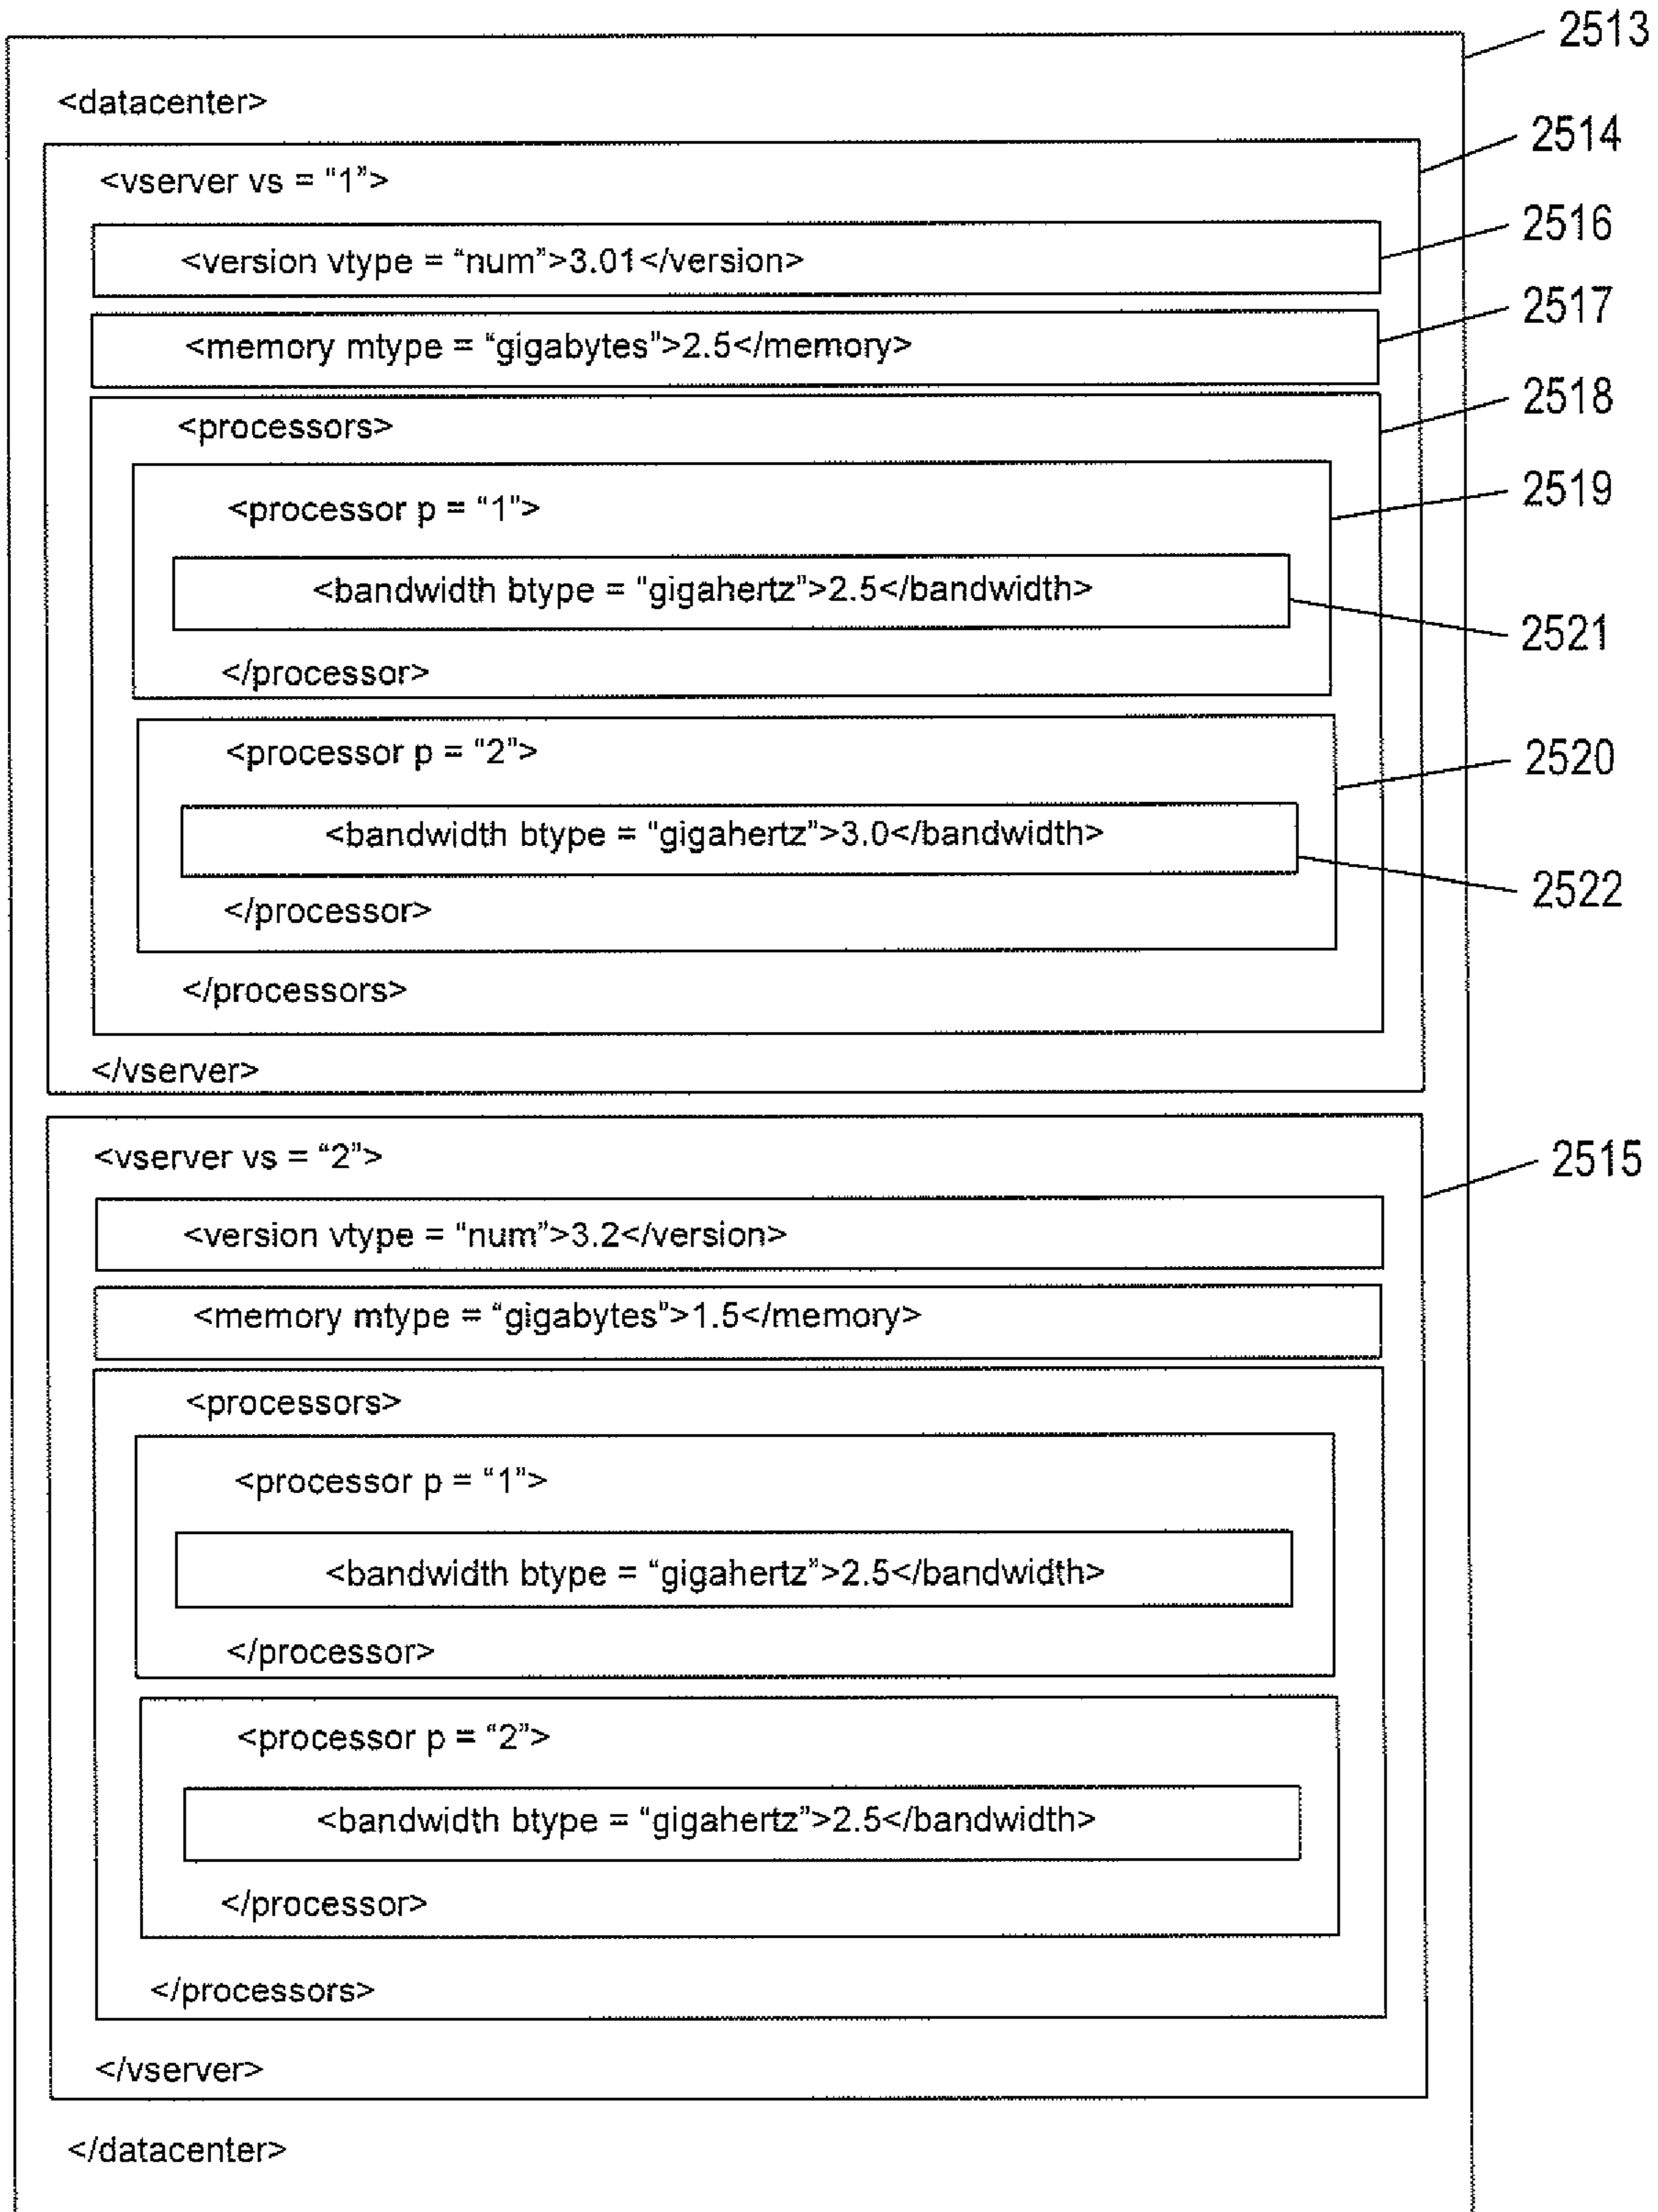 2513
<datacenter>
2514
<vserver vs = “1”>
2516
<version vtype = “num”>3.01</version>
2517
<memory mtype = “gigabytes”>2.5</memory>
2518
<processors>
2519
<processor p = “1”>
<bandwidth btype = “gigahertz”>2.5</bandwidth>
2521
</processor>
<processor p = “2”>
2520
<bandwidth btype = “gigahertz”>3.0</bandwidth>
2522
</processor>
</processors>
</vserver>
<vserver vs = “2”>
2515
<version vtype = “num”>3.2</version>
<memory mtype = “gigabytes”>1.5</memory>
<processors>
<processor p = “1”>
<bandwidth btype = “gigahertz”>2.5</bandwidth>
</processor>
<processor p = “2”>
<bandwidth btype = “gigahertz”>2.5</bandwidth>
</processor>
</processors>
</vserver>
</datacenter>